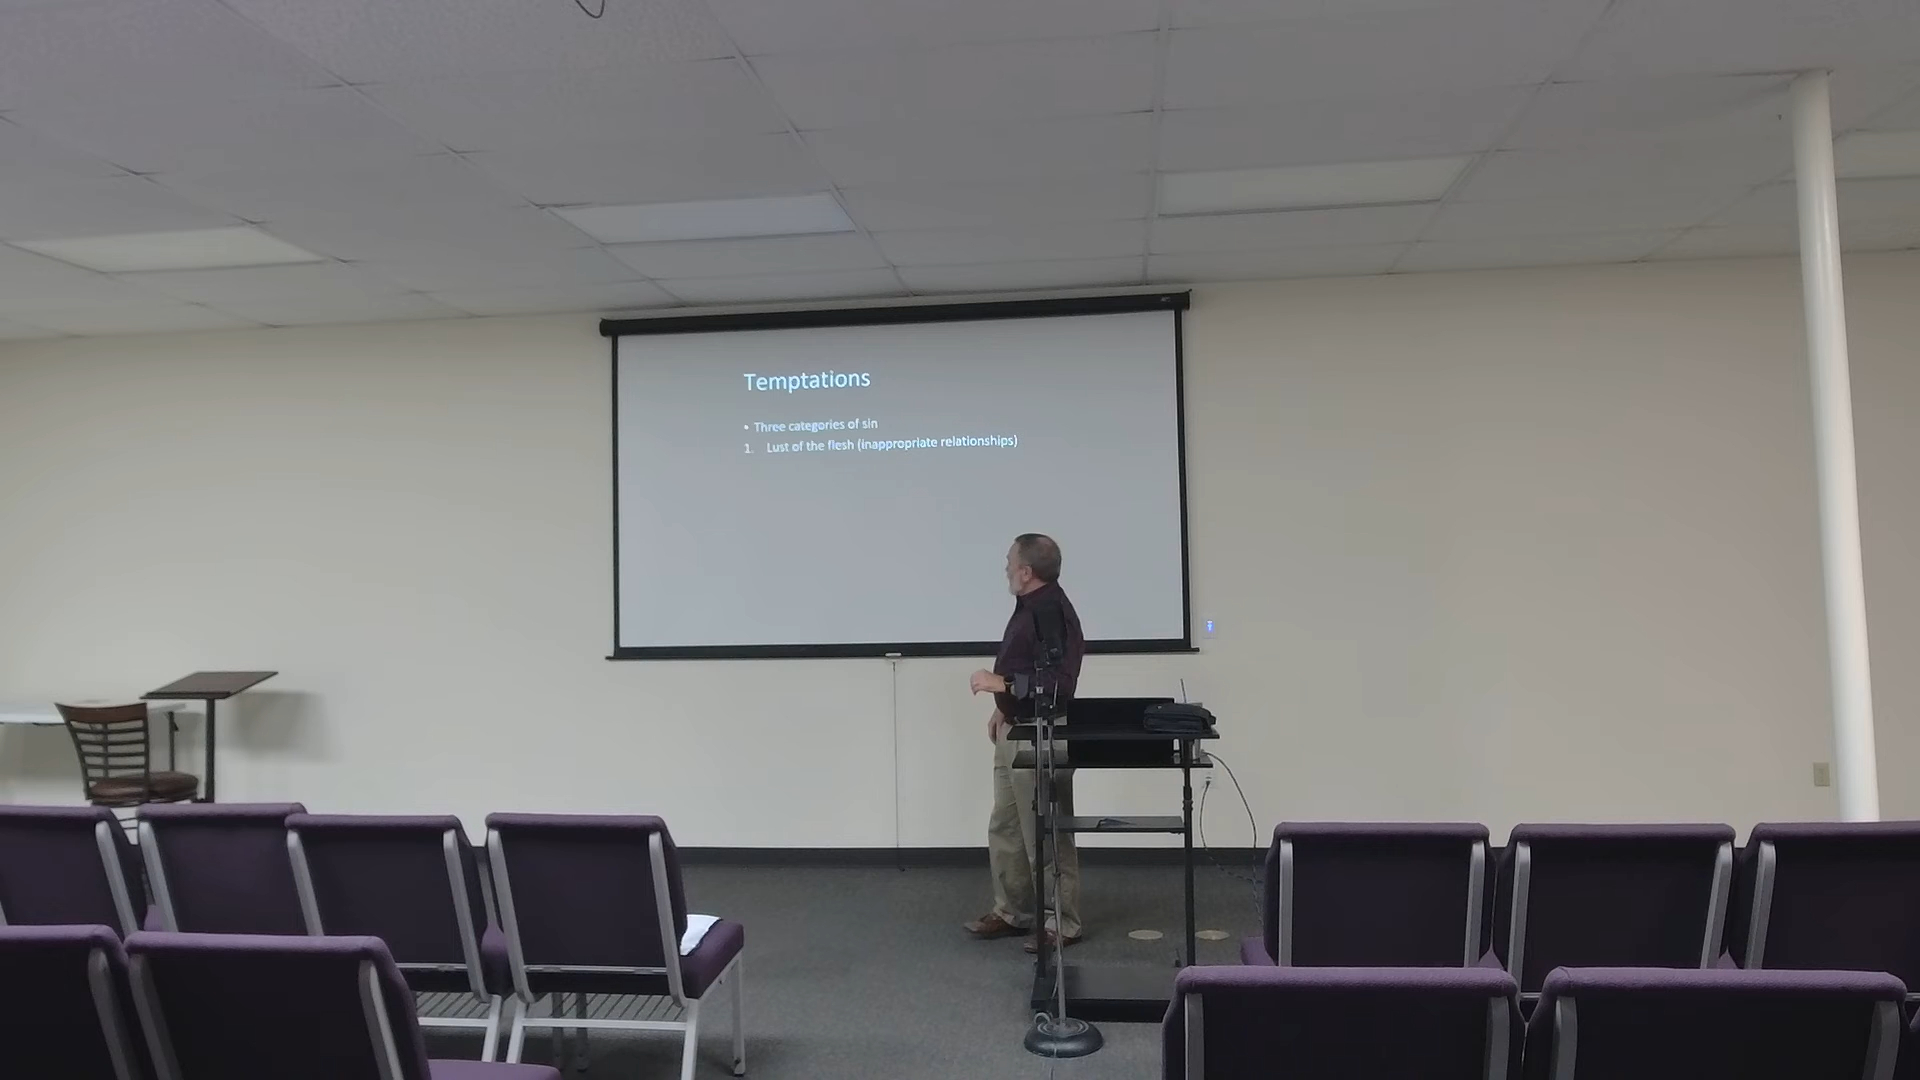 Temptations
• Three categories of sin
1. Lust of the flesh (inappropriate relationships)